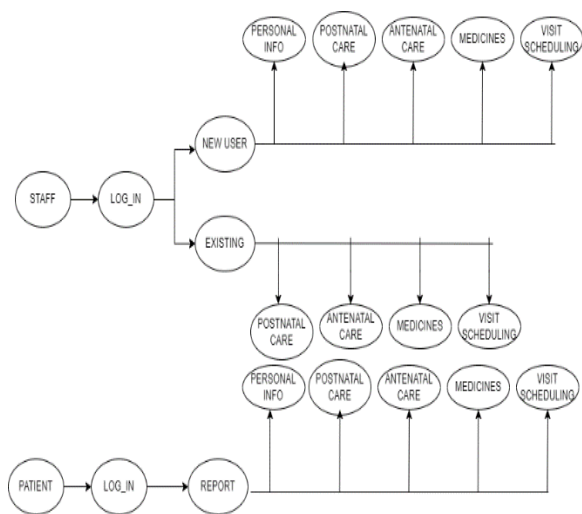 PERSONAL
INFO
POSTNATAL
CARE
ANTENATAL
CARE
MEDICINES
VISIT
SCHEDULING
NEW USER
STAFF
LOG_IN
EXISTING
POSTNATAL
CARE
ANTENATAL
CARE
MEDICINES
VISIT
SCHEDULING
PERSONAL
INFO
POSTNATAL
CARE
ANTENATAL
CARE
MEDICINES
VISIT
SCHEDULING
PATIENT
LOG_IN
REPORT